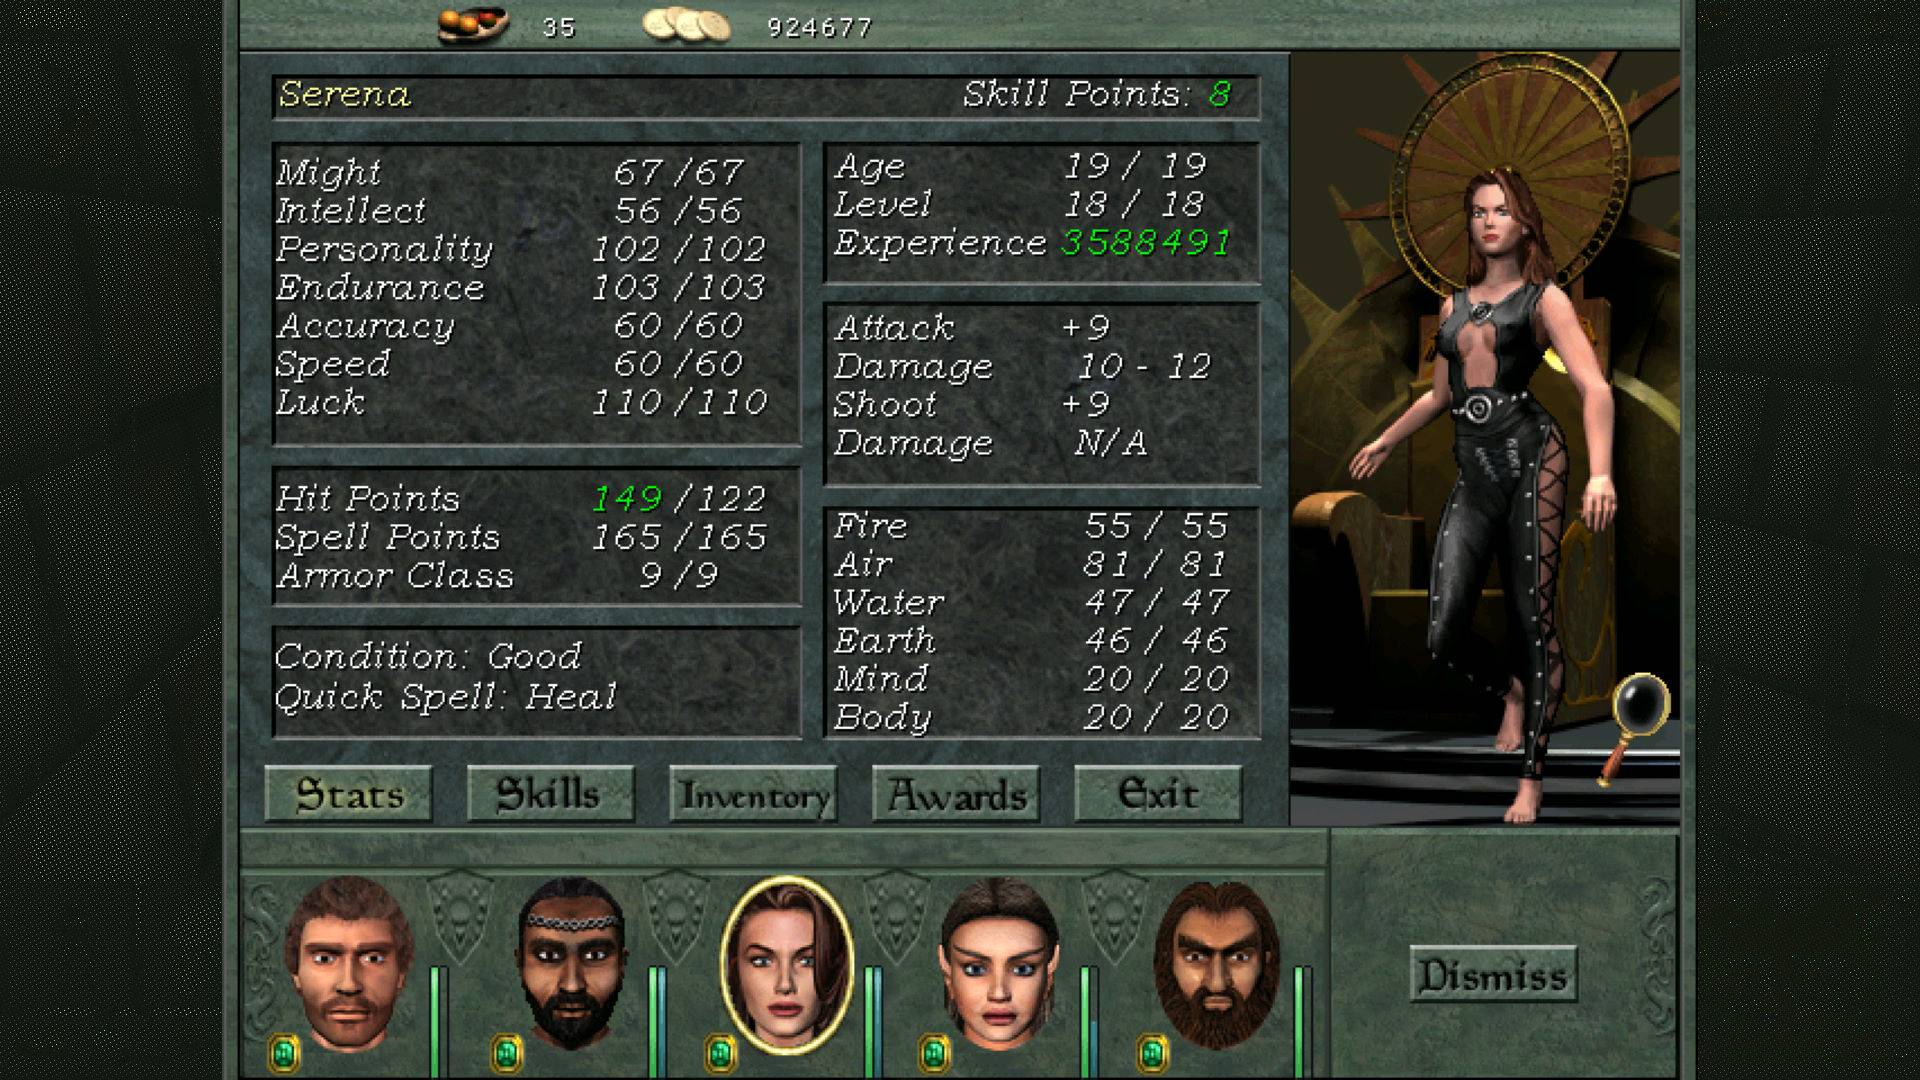 35 924677
Serena Skill Points: 8
Might 67 /67
Intellect 56 /56
Personality 102 /102
Endurance 103 /103
Accuracy 60 /60
Speed 60 /60
Luck 110 /110
Age 19 / 19
Level 18 / 18
Experience 3588491
Attack +9
Damage 10 - 12
Shoot +9
Damage N/A
Hit Points 149 /122
Spell Points 165 /165
Armor Class 9 /9
Condition: Good
Quick Spell: Heal
Fire 55 / 55
Air 81 / 81
Water 47 / 47
Earth 46 / 46
Mind 20 / 20
Body 20 / 20
Stats Skills Inventory Awards Exit
Dismiss